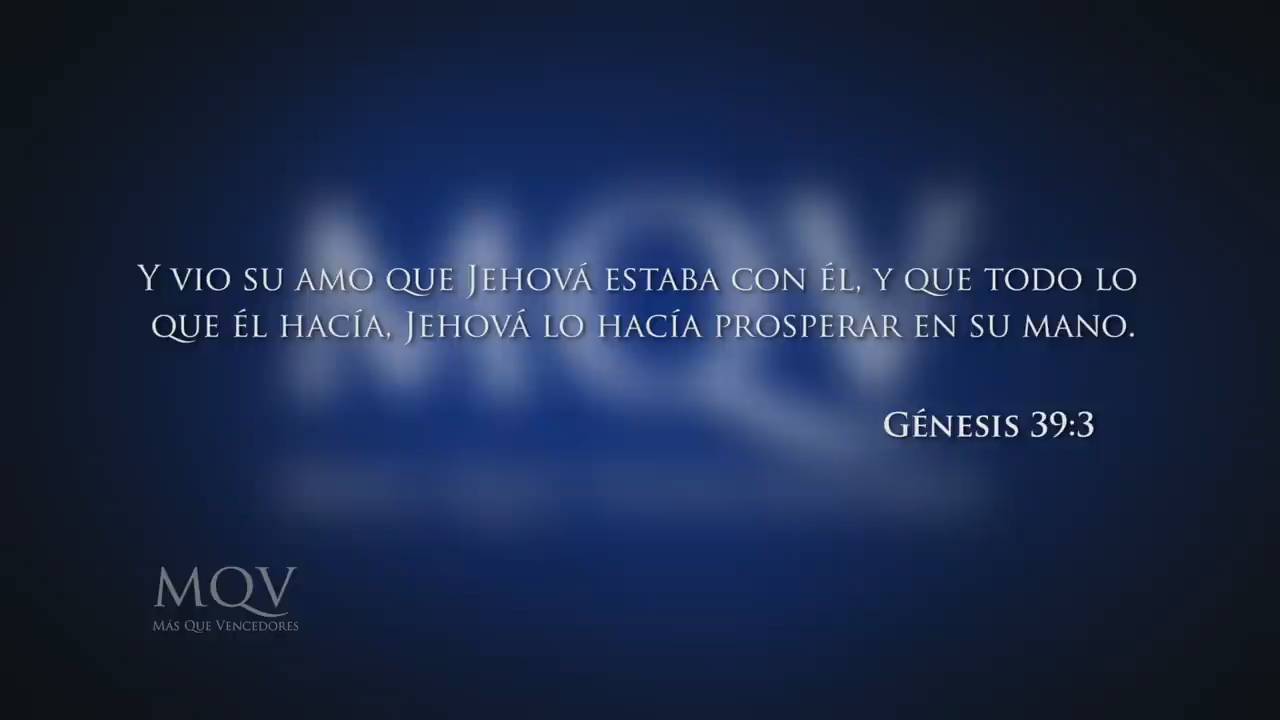 Y vio su amo que Jehová estaba con él, y que todo lo
que él hacía, Jehová lo hacía prosperar en su mano.
Génesis 39:3
MQV
MQV
Más Que Vencedores